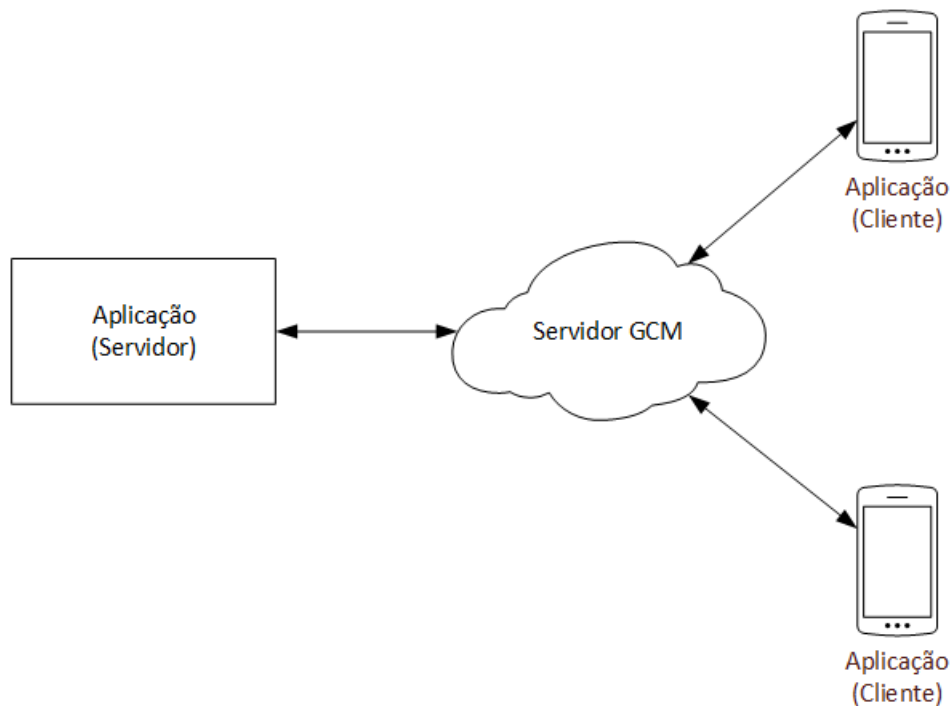 Aplicação
(Cliente)
Aplicação
(Servidor)
Servidor GCM
Aplicação
(Cliente)